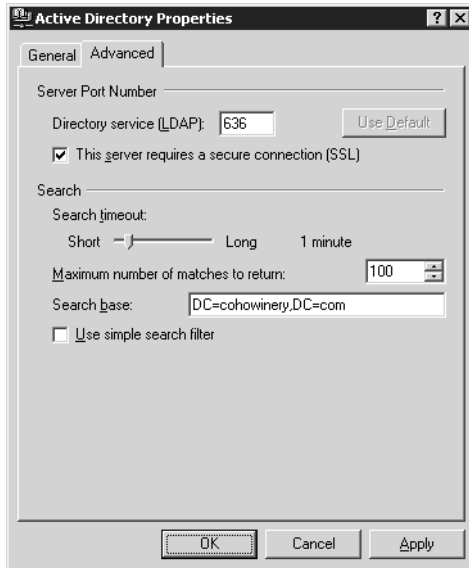 Active Directory Properties
General Advanced
Server Port Number
Directory service (LDAP): 636 Use Default
This server requires a secure connection (SSL)
Search
Search timeout:
Short Long 1 minute
Maximum number of matches to return: 100
Search base: DC=cohowinery,DC=com
Use simple search filter
OK Cancel Apply